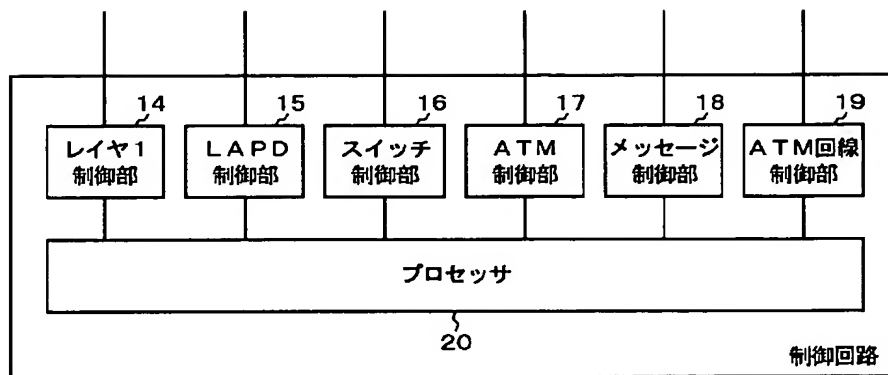 14
15
16
17
18
19
レイヤ1
制御部
LAPD
制御部
スイッチ
制御部
ATM
制御部
メッセージ
制御部
ATM回線
制御部
プロセッサ
20
制御回路